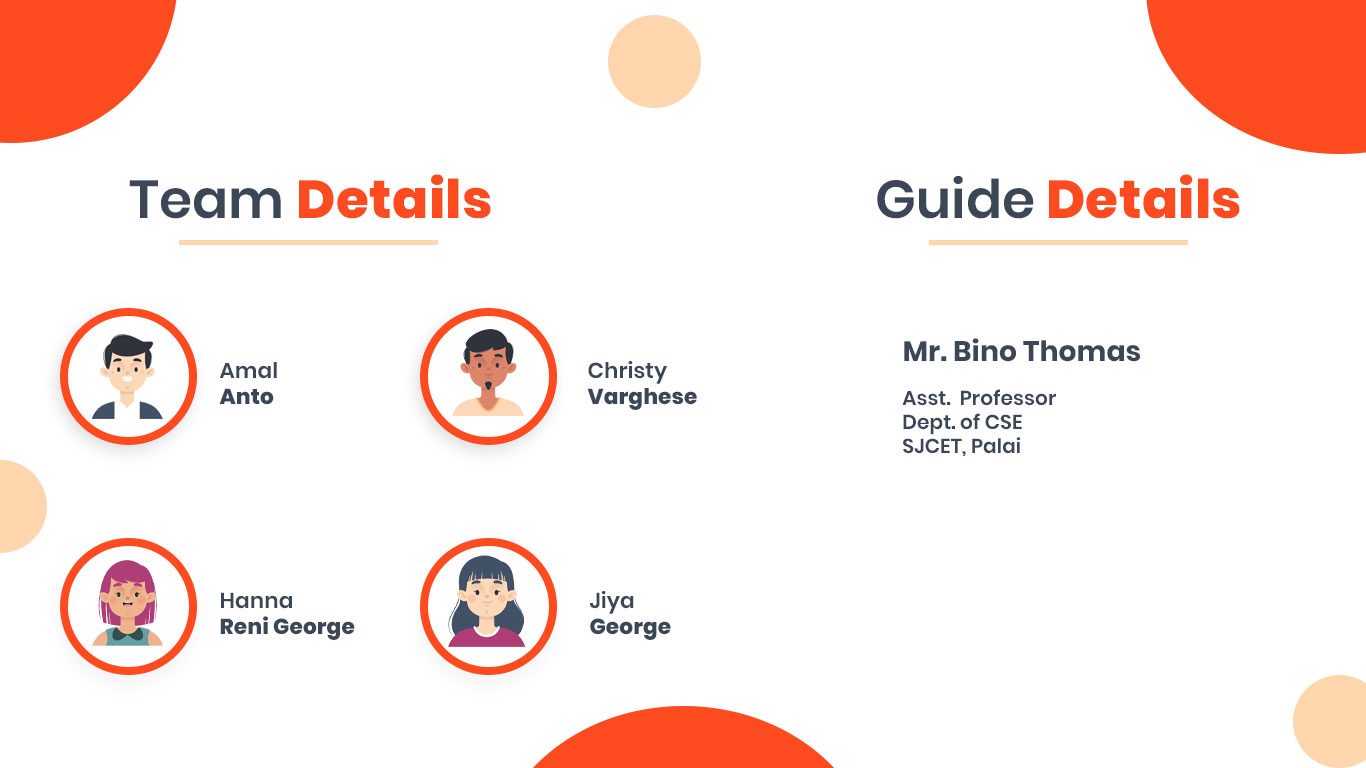 Team Details
Amal
Anto
Christy
Varghese
Hanna
Reni George
Jiya
George
Guide Details
Mr. Bino Thomas
Asst.  Professor
Dept. of CSE
SJCET, Palai